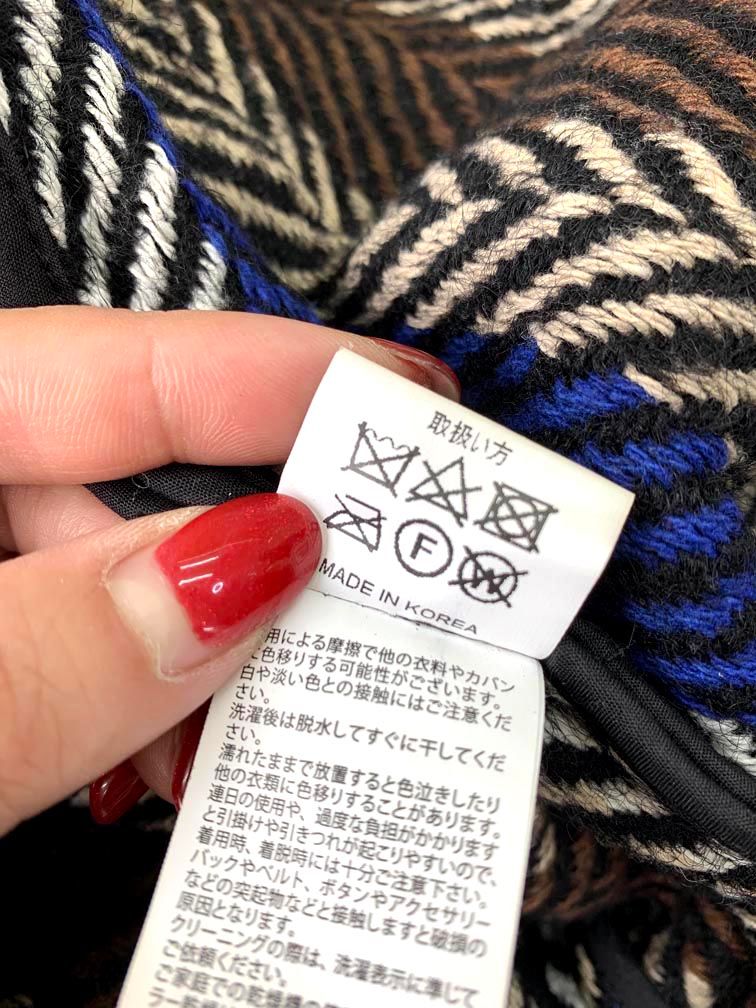 取扱い方
F
W
MADE IN KOREA
用による摩擦で他の衣料やカバン
に色移りする可能性がございます。
白や淡い色との接触にはご注意くだ
さい。
洗濯後は脱水してすぐに干してくだ
さい。
濡れたままで放置すると色泣きしたり
他の衣類に色移りすることがあります。
連日の使用や、過度な負担がかかります
と引掛けや引きつれが起こりやすいので、
着用時、着脱時には十分ご注意下さい。
バックやベルト、ボタンやアクセサリー
などの突起物などと接触しますと破損の
原因となります。
クリーニングの際は、洗濯表示に準じて
ご依頼ください。
ご家庭での乾燥機の